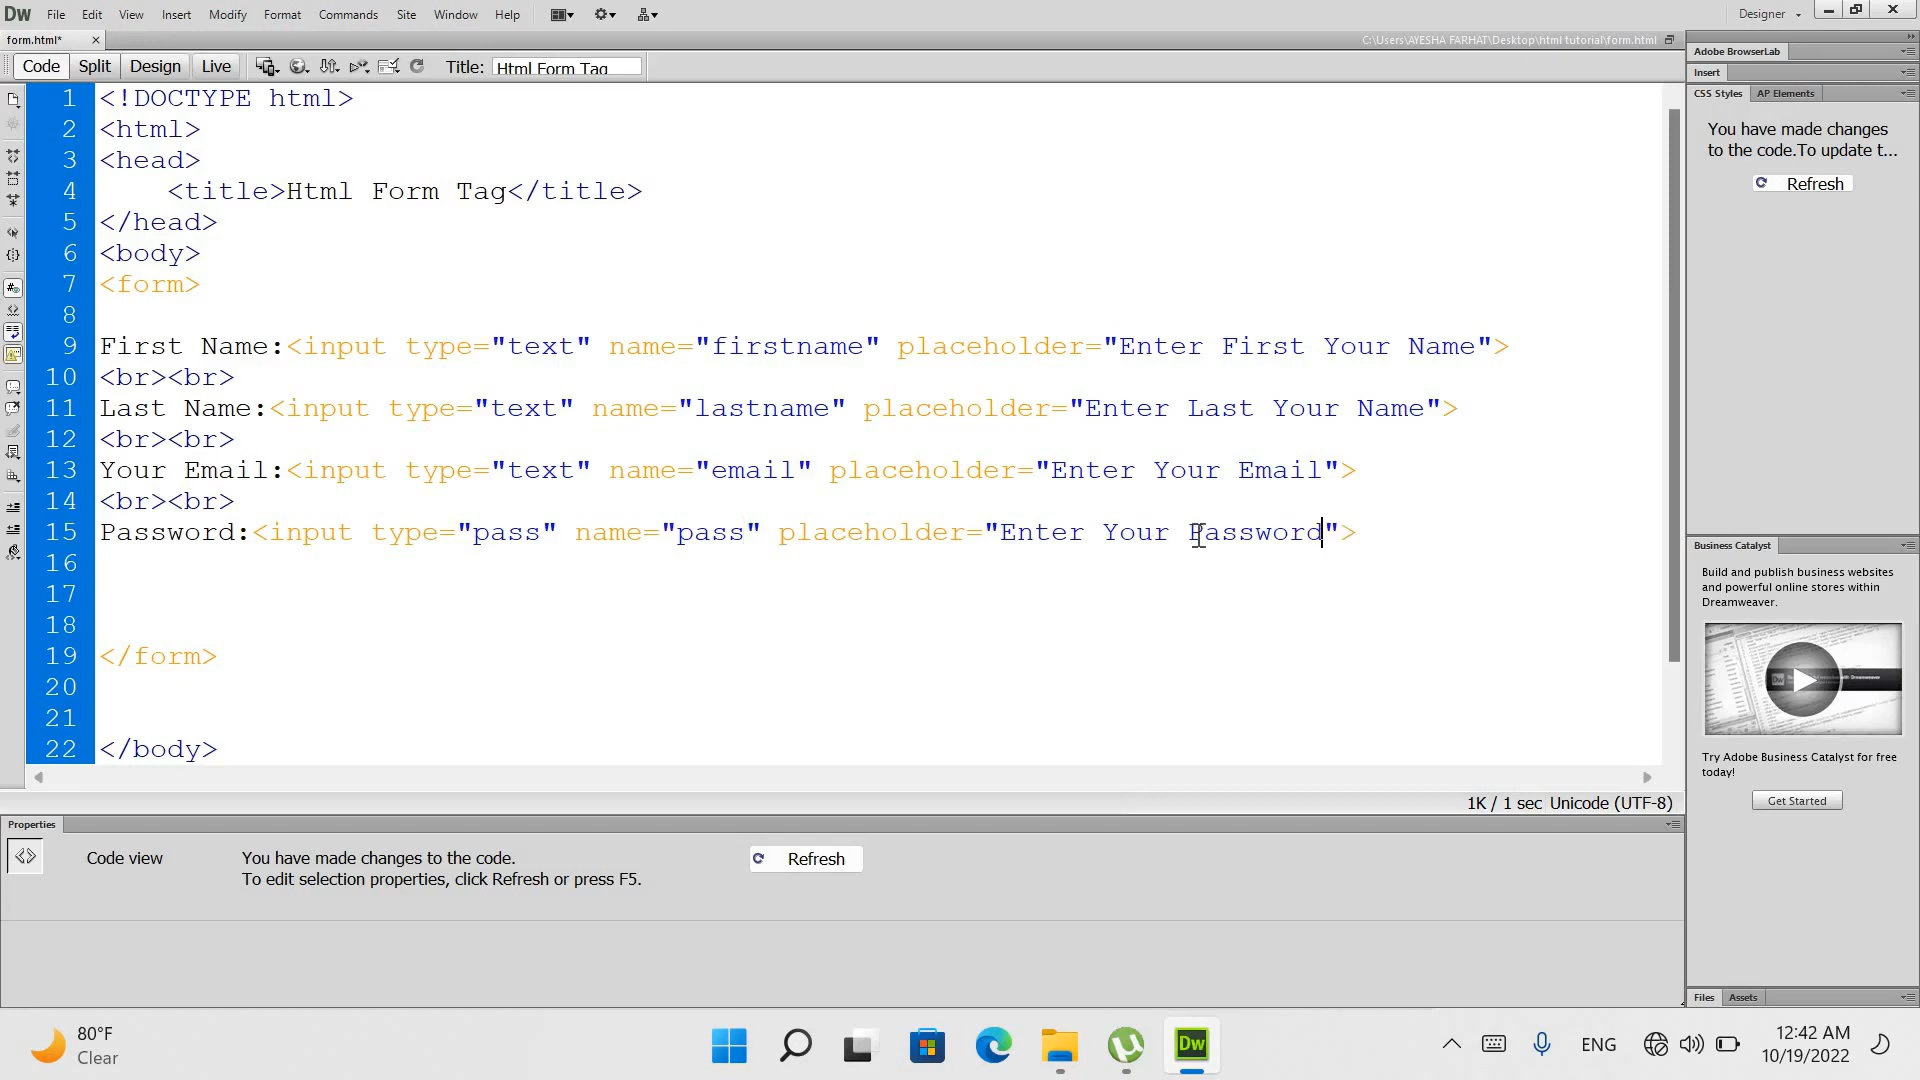 Dw File Edit View Insert Modify Format Commands Site Window Help Designer
form.html* C:\Users\AYESHA FARHAT\Desktop\html tutorial\form.html
Code Split Design Live Title: Html Form Tag
1 <!DOCTYPE html>
2 <html>
3 <head>
4 <title>Html Form Tag</title>
5 </head>
6 <body>
7 <form>
8
9 First Name:<input type="text" name="firstname" placeholder="Enter First Your Name">
10 <br><br>
11 Last Name:<input type="text" name="lastname" placeholder="Enter Last Your Name">
12 <br><br>
13 Your Email:<input type="text" name="email" placeholder="Enter Your Email">
14 <br><br>
15 Password:<input type="pass" name="pass" placeholder="Enter Your Password">
16
17
18
19 </form>
20
21
22 </body>
1K / 1 sec Unicode (UTF-8)
Properties
Code view
You have made changes to the code.
To edit selection properties, click Refresh or press F5.
Refresh
Adobe BrowserLab
Insert
CSS Styles AP Elements
You have made changes
to the code.To update t...
Refresh
Business Catalyst
Build and publish business websites
and powerful online stores within
Dreamweaver.
Try Adobe Business Catalyst for free
today!
Get Started
Files Assets
80°F
Clear
Dw
ENG
12:42 AM
10/19/2022